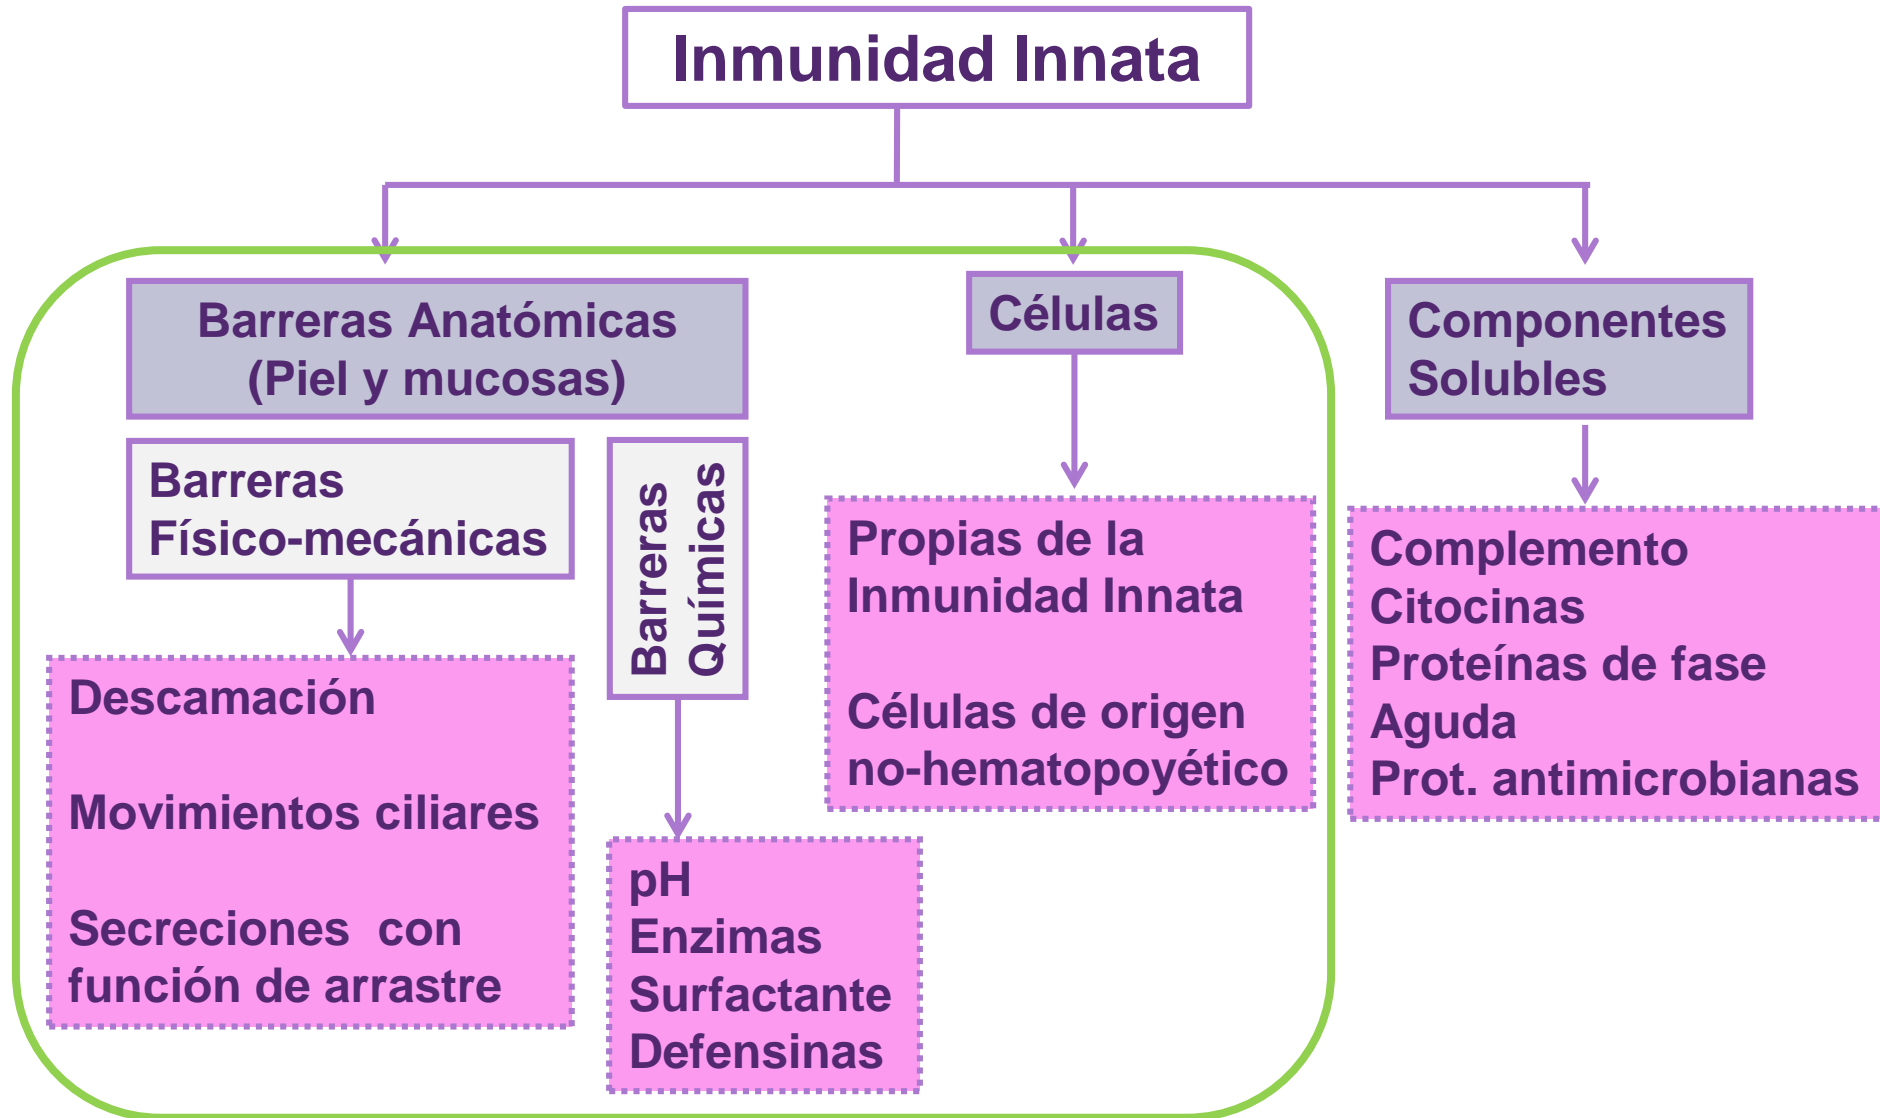 Inmunidad Innata
Barreras Anatómicas
(Piel y mucosas)
Barreras
Físico-mecánicas
Descamación
Movimientos ciliares
Secreciones con
función de arrastre
Barreras
Químicas
pH
Enzimas
Surfactante
Defensinas
Células
Propias de la
Inmunidad Innata
Células de origen
no-hematopoyético
Componentes
Solubles
Complemento
Citocinas
Proteínas de fase
Aguda
Prot. antimicrobianas